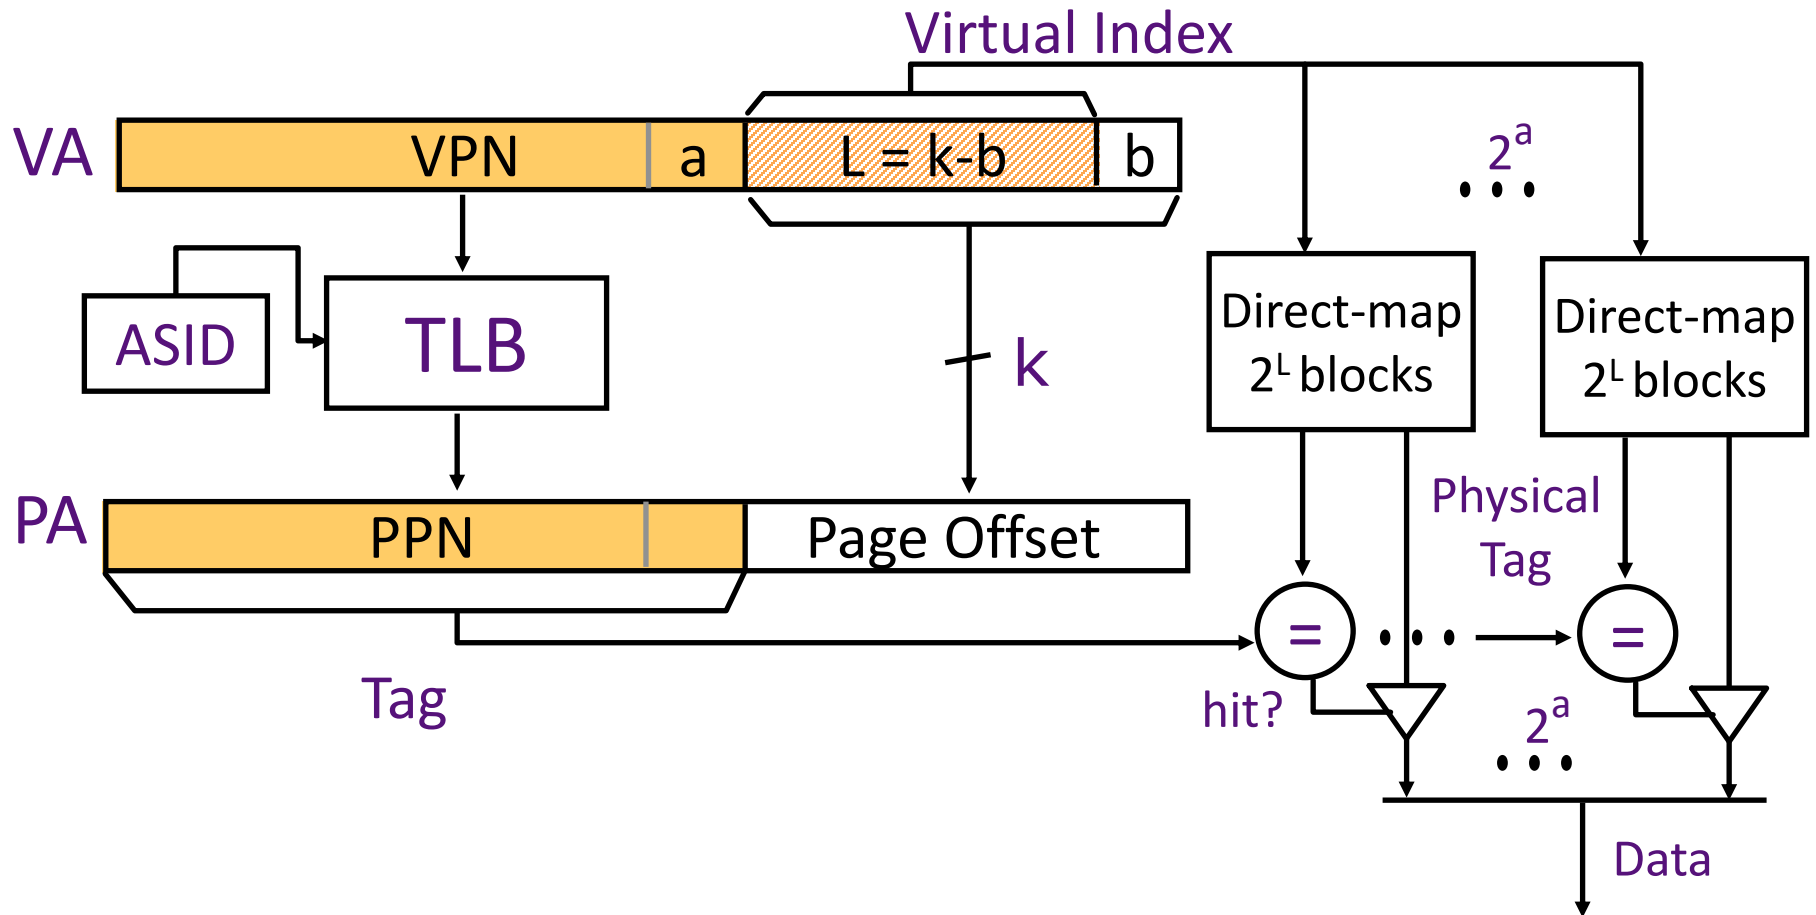 Virtual Index
VA
VPN
a
L = k-b
b
2ᵃ
• • •
ASID
TLB
k
Direct-map
2ᴸ blocks
Direct-map
2ᴸ blocks
PA
PPN
Page Offset
Physical
Tag
=
• • •
=
Tag
hit?
2ᵃ
• • •
Data